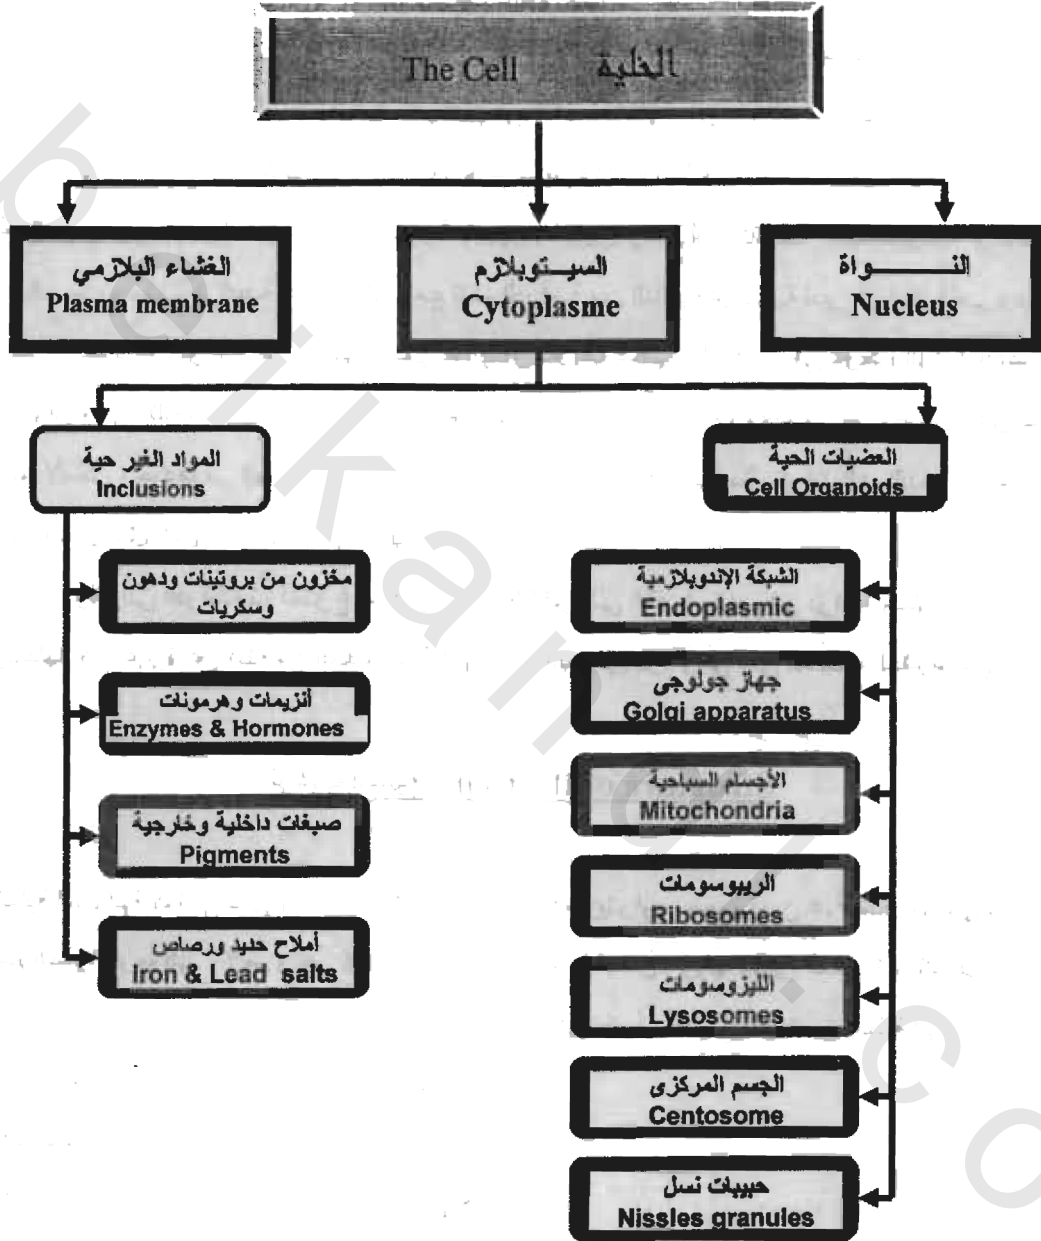 الخلية The Cell
الغشاء البلازمي
Plasma membrane
السيتوبلازم
Cytoplasme
النــــواة
Nucleus
المواد الغير حية
Inclusions
العضيات الحية
Cell Organoids
مخزون من بروتينات ودهون
وسكريات
أنزيمات وهرمونات
Enzymes & Hormones
صبغات داخلية وخارجية
Pigments
أملاح حديد ورصاص
Iron & Lead salts
الشبكة الإندوبلازمية
Endoplasmic
جهاز جولوجى
Golgi apparatus
الأجسام السباحية
Mitochondria
الريبوسومات
Ribosomes
الليزوسومات
Lysosomes
الجسم المركزى
Centosome
حبيبات نسل
Nissles granules